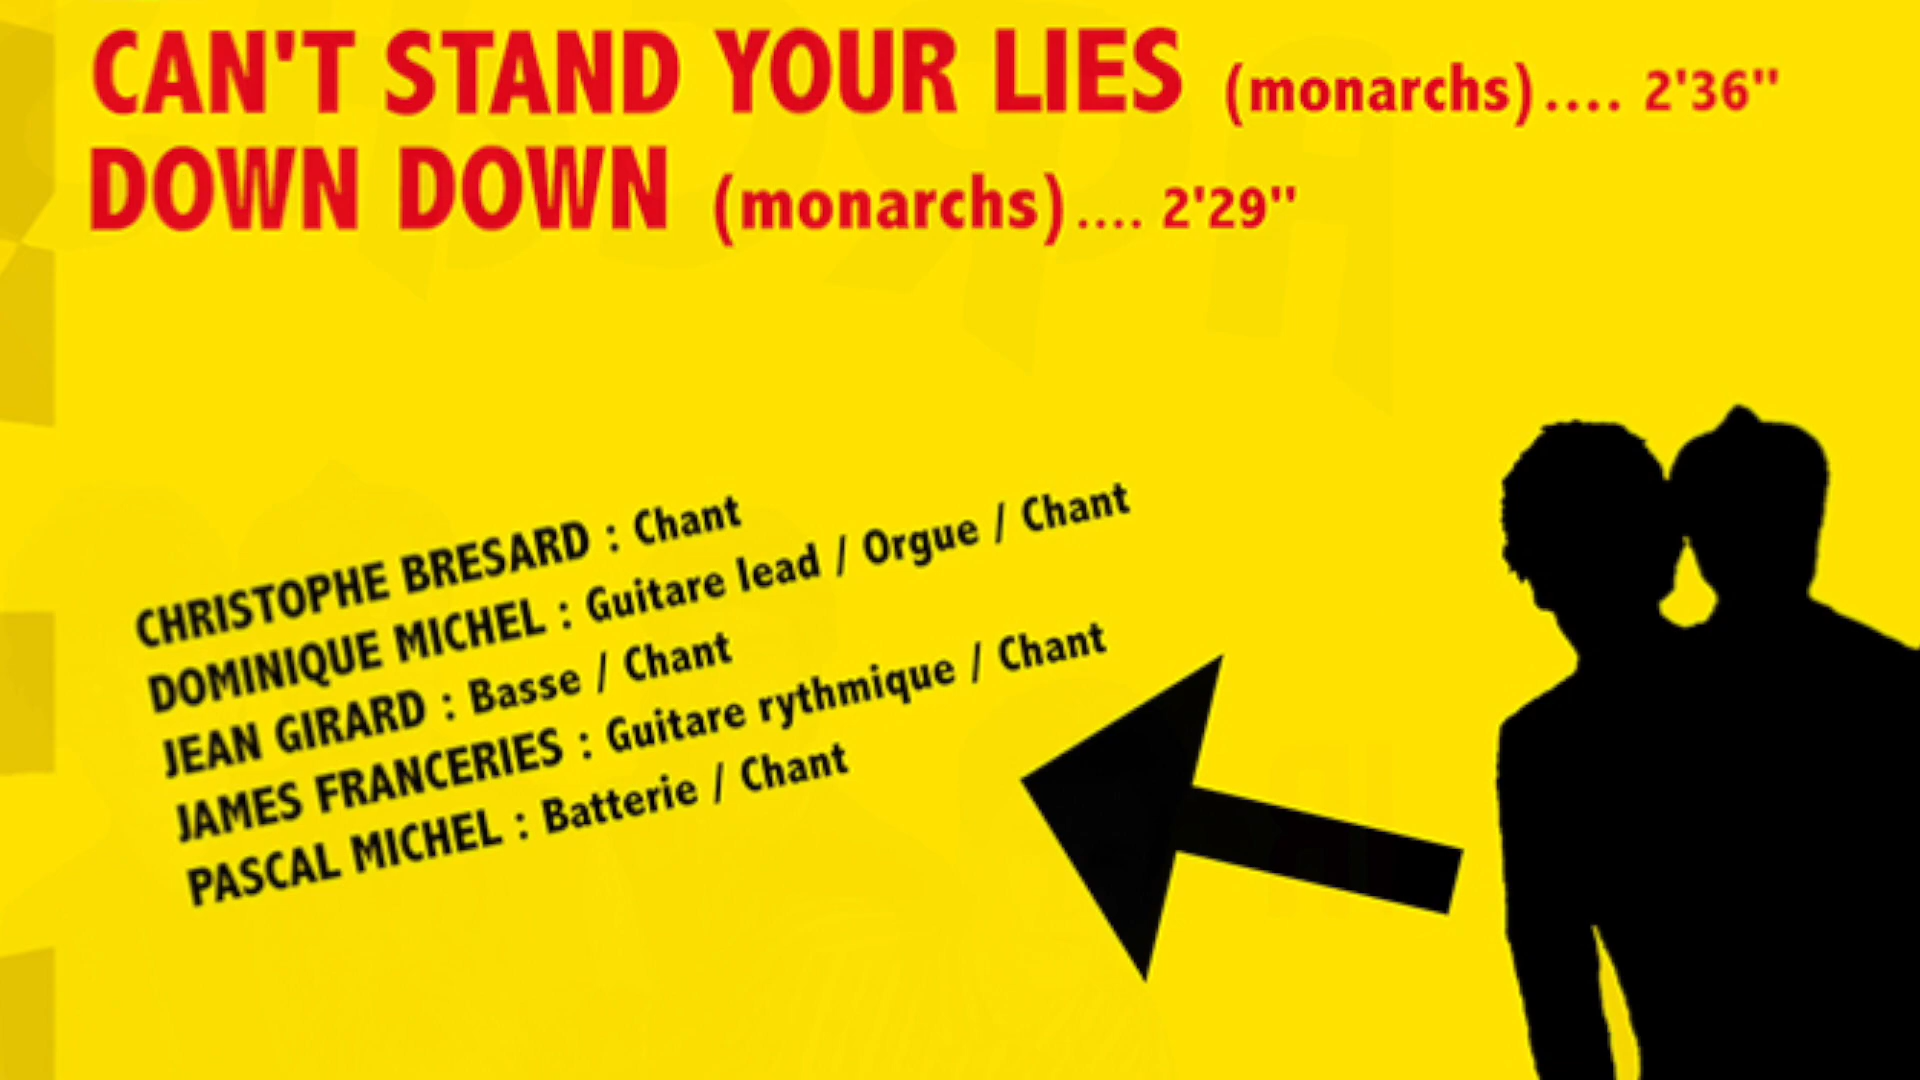 CAN'T STAND YOUR LIES (monarchs).... 2'36"
DOWN DOWN (monarchs).... 2'29"
CHRISTOPHE BRESARD : Chant
DOMINIQUE MICHEL : Guitare lead / Orgue / Chant
JEAN GIRARD : Basse / Chant
JAMES FRANCERIES : Guitare rythmique / Chant
PASCAL MICHEL : Batterie / Chant